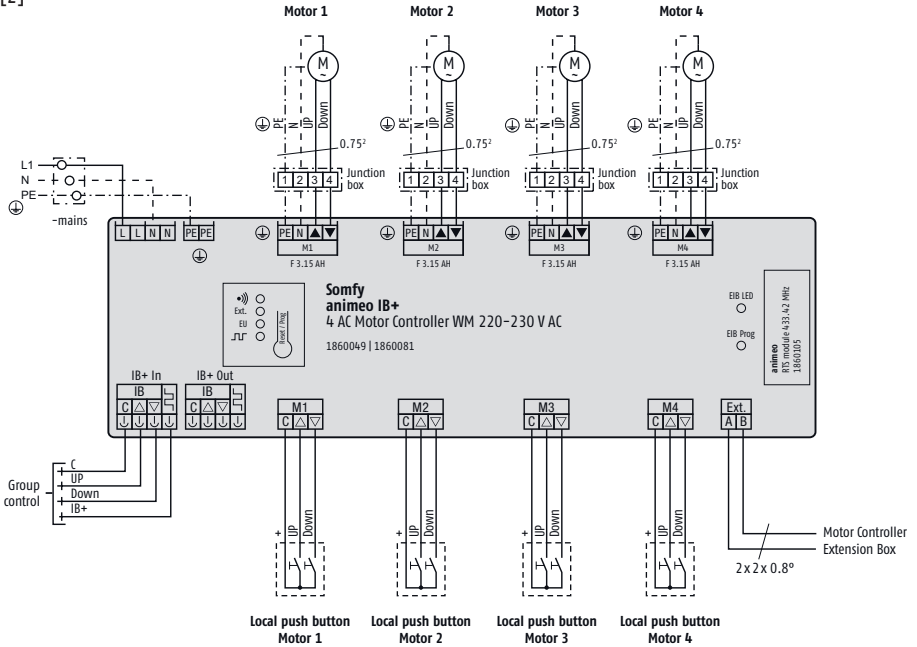 [2]
Motor 1 Motor 2 Motor 3 Motor 4
M ~ M ~ M ~ M ~
PE N UP Down PE N UP Down PE N UP Down PE N UP Down
0.75² 0.75² 0.75² 0.75²
1 2 3 4 Junction box 1 2 3 4 Junction box 1 2 3 4 Junction box 1 2 3 4 Junction box
L1
N
PE
~mains
L L N N PE PE PE N PE N PE N PE N
M1 M2 M3 M4
F 3.15 AH F 3.15 AH F 3.15 AH F 3.15 AH
Somfy
animeo IB+
4 AC Motor Controller WM 220-230 V AC
1860049 | 1860081
Ext.
EU
Reset / Prog
EIB LED
EIB Prog
animeo
RTS module 433.42 MHz
1860105
IB+ In IB+ Out
IB IB
C C
M1 M2 M3 M4 Ext.
C C C C A B
Group control
C
UP
Down
IB+
+ UP Down + UP Down + UP Down + UP Down
Motor Controller
Extension Box
2 x 2 x 0.8º
Local push button Local push button Local push button Local push button
Motor 1 Motor 2 Motor 3 Motor 4